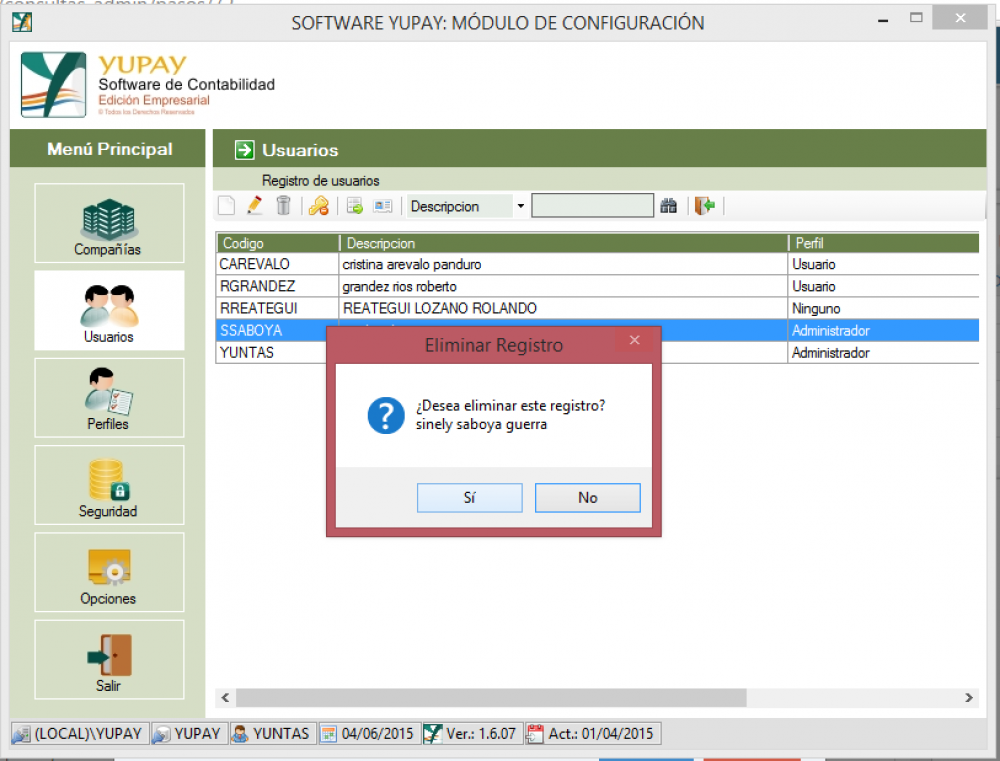 SOFTWARE YUPAY: MÓDULO DE CONFIGURACIÓN
YUPAY
Software de Contabilidad
Edición Empresarial
© Todos los Derechos Reservados
Menú Principal
Usuarios
Registro de usuarios
Descripcion
Compañías
Usuarios
Perfiles
Seguridad
Opciones
Salir
Codigo Descripcion Perfil
CAREVALO cristina arevalo panduro Usuario
RGRANDEZ grandez rios roberto Usuario
RREATEGUI REATEGUI LOZANO ROLANDO Ninguno
SSABOYA Administrador
YUNTAS Administrador
Eliminar Registro
¿Desea eliminar este registro?
sinely saboya guerra
Sí No
(LOCAL)\YUPAY YUPAY YUNTAS 04/06/2015 Ver.: 1.6.07 Act.: 01/04/2015